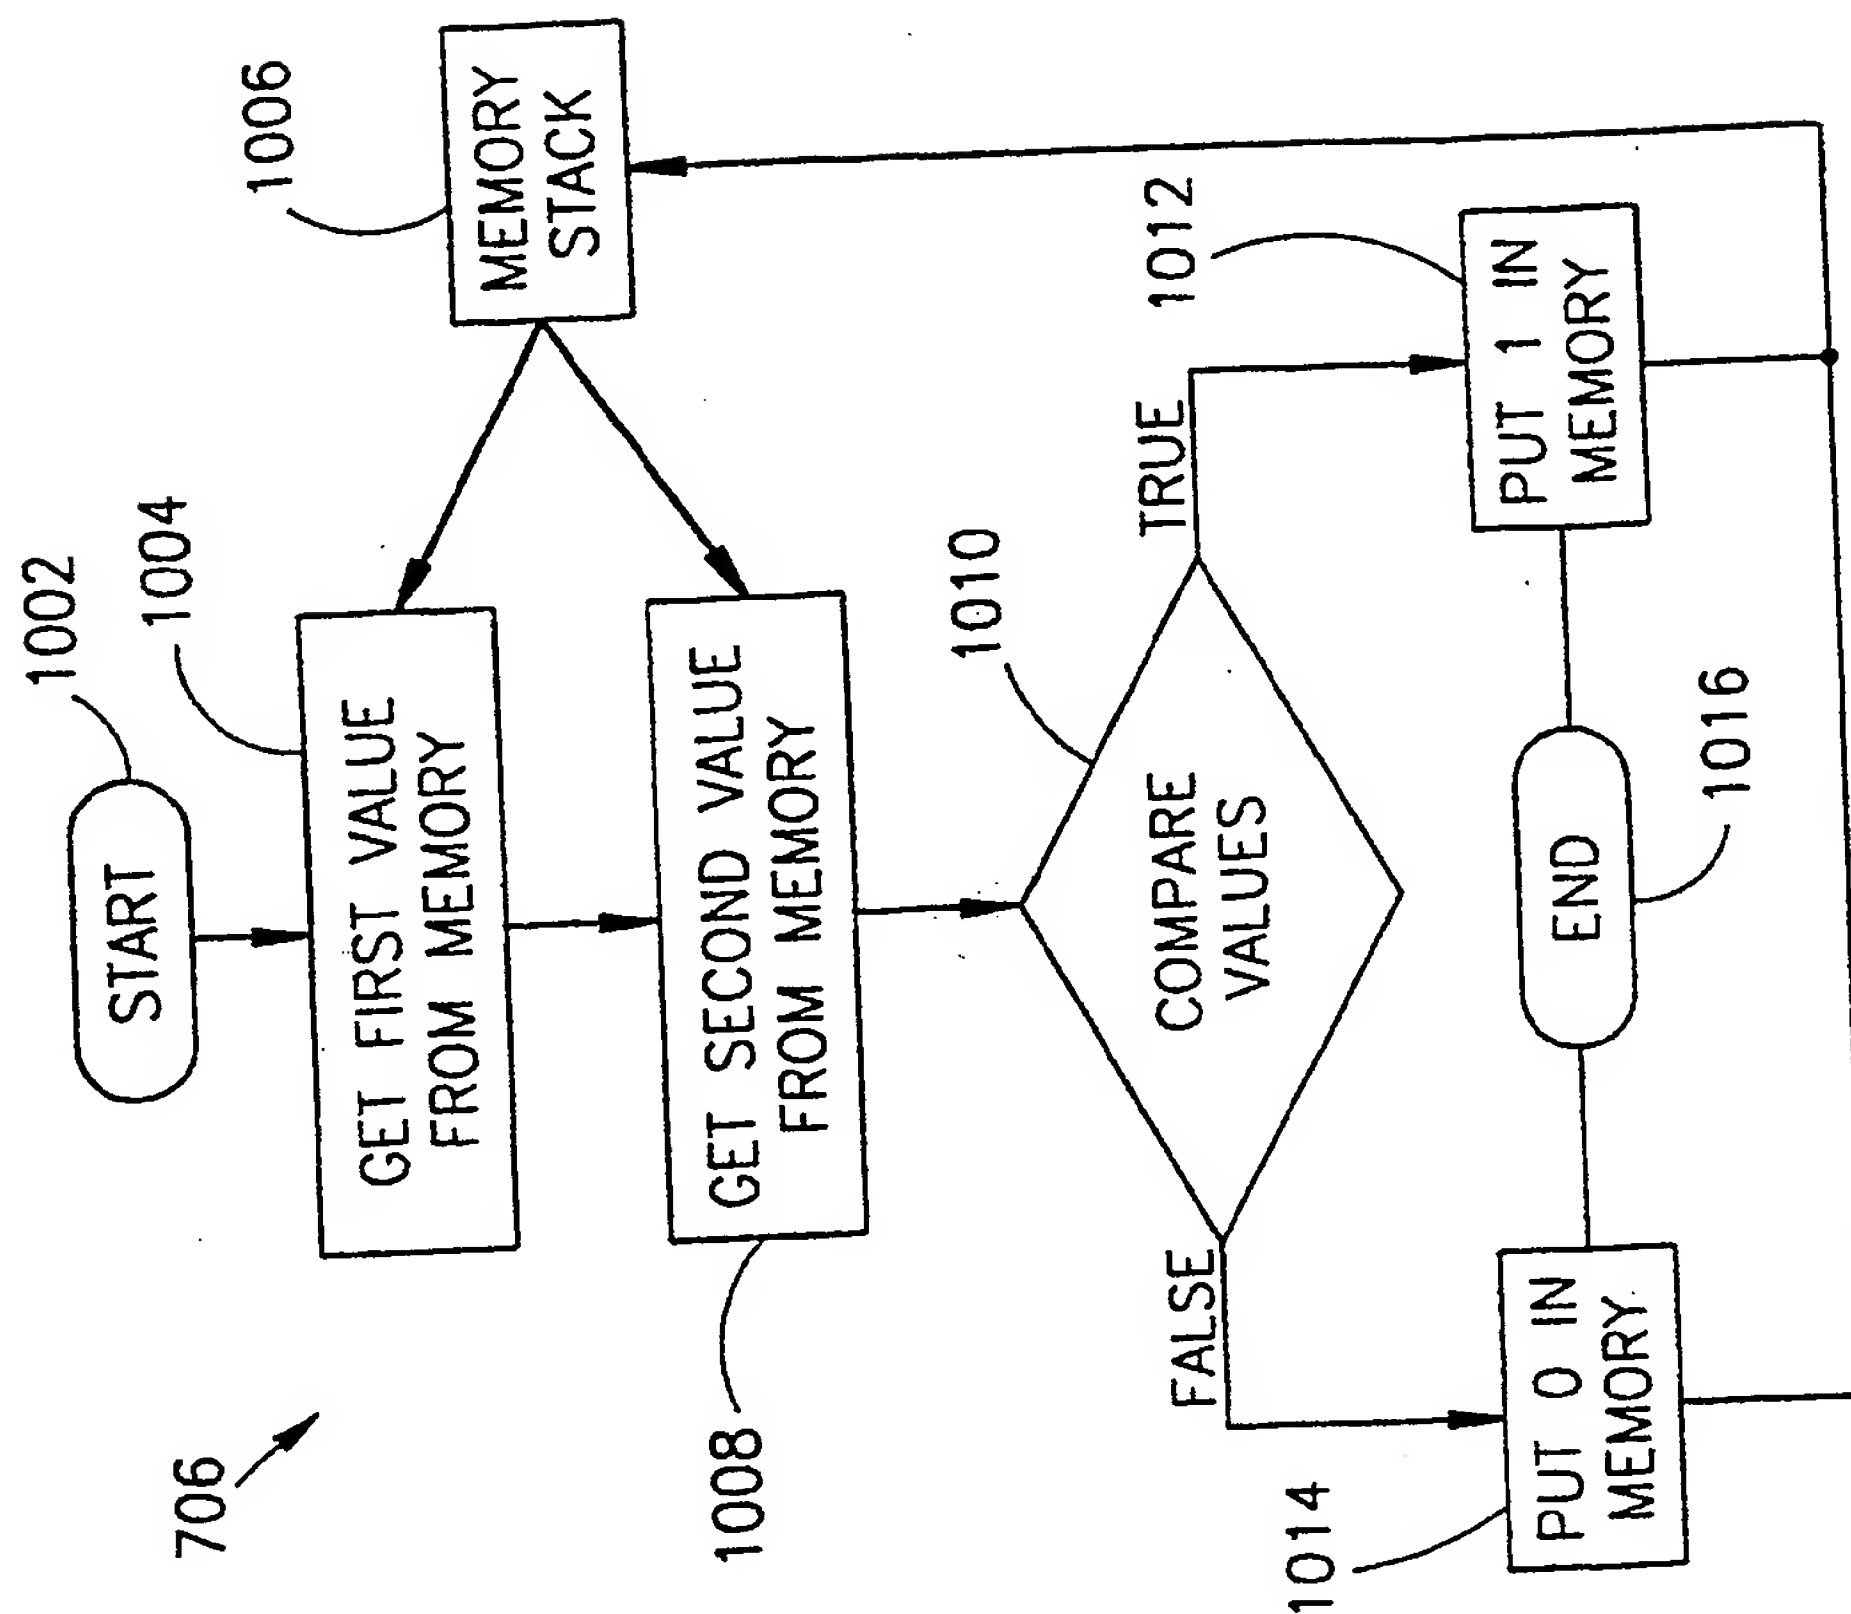 706
1002
START
1004
GET FIRST VALUE
FROM MEMORY
1006
MEMORY
STACK
1008
GET SECOND VALUE
FROM MEMORY
1010
COMPARE
VALUES
FALSE
TRUE
1014
PUT 0 IN
MEMORY
END
1016
1012
PUT 1 IN
MEMORY